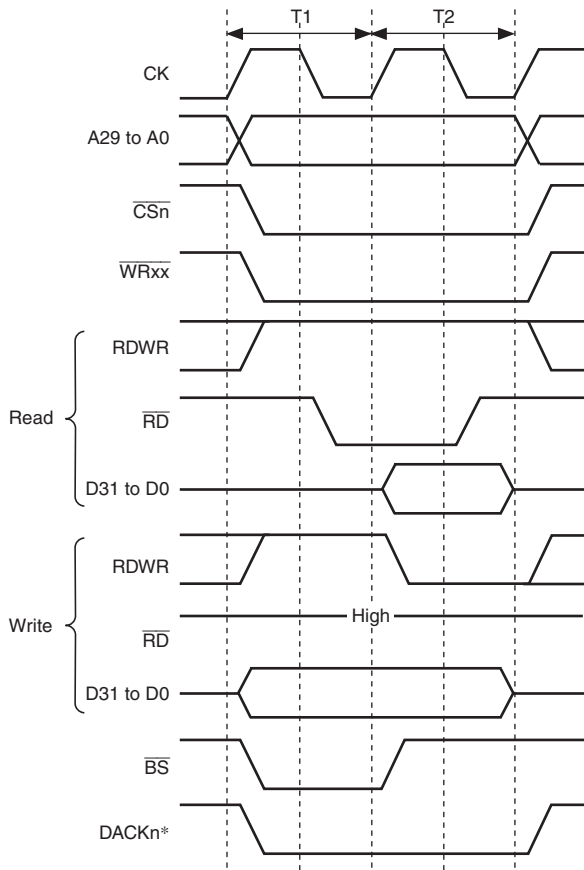 T1 T2
CK
A29 to A0
CSn
WRxx
RDWR
Read
RD
D31 to D0
RDWR
High
Write
RD
D31 to D0
BS
DACKn*